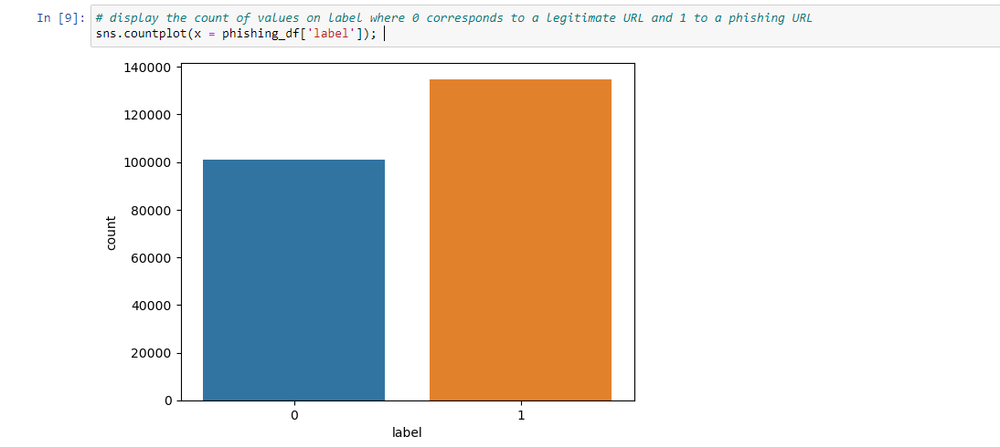 In [9]: # display the count of values on label where 0 corresponds to a legitimate URL and 1 to a phishing URL
sns.countplot(x = phishing_df['label']);
140000
120000
100000
80000
60000
40000
20000
0
count
0 1
label